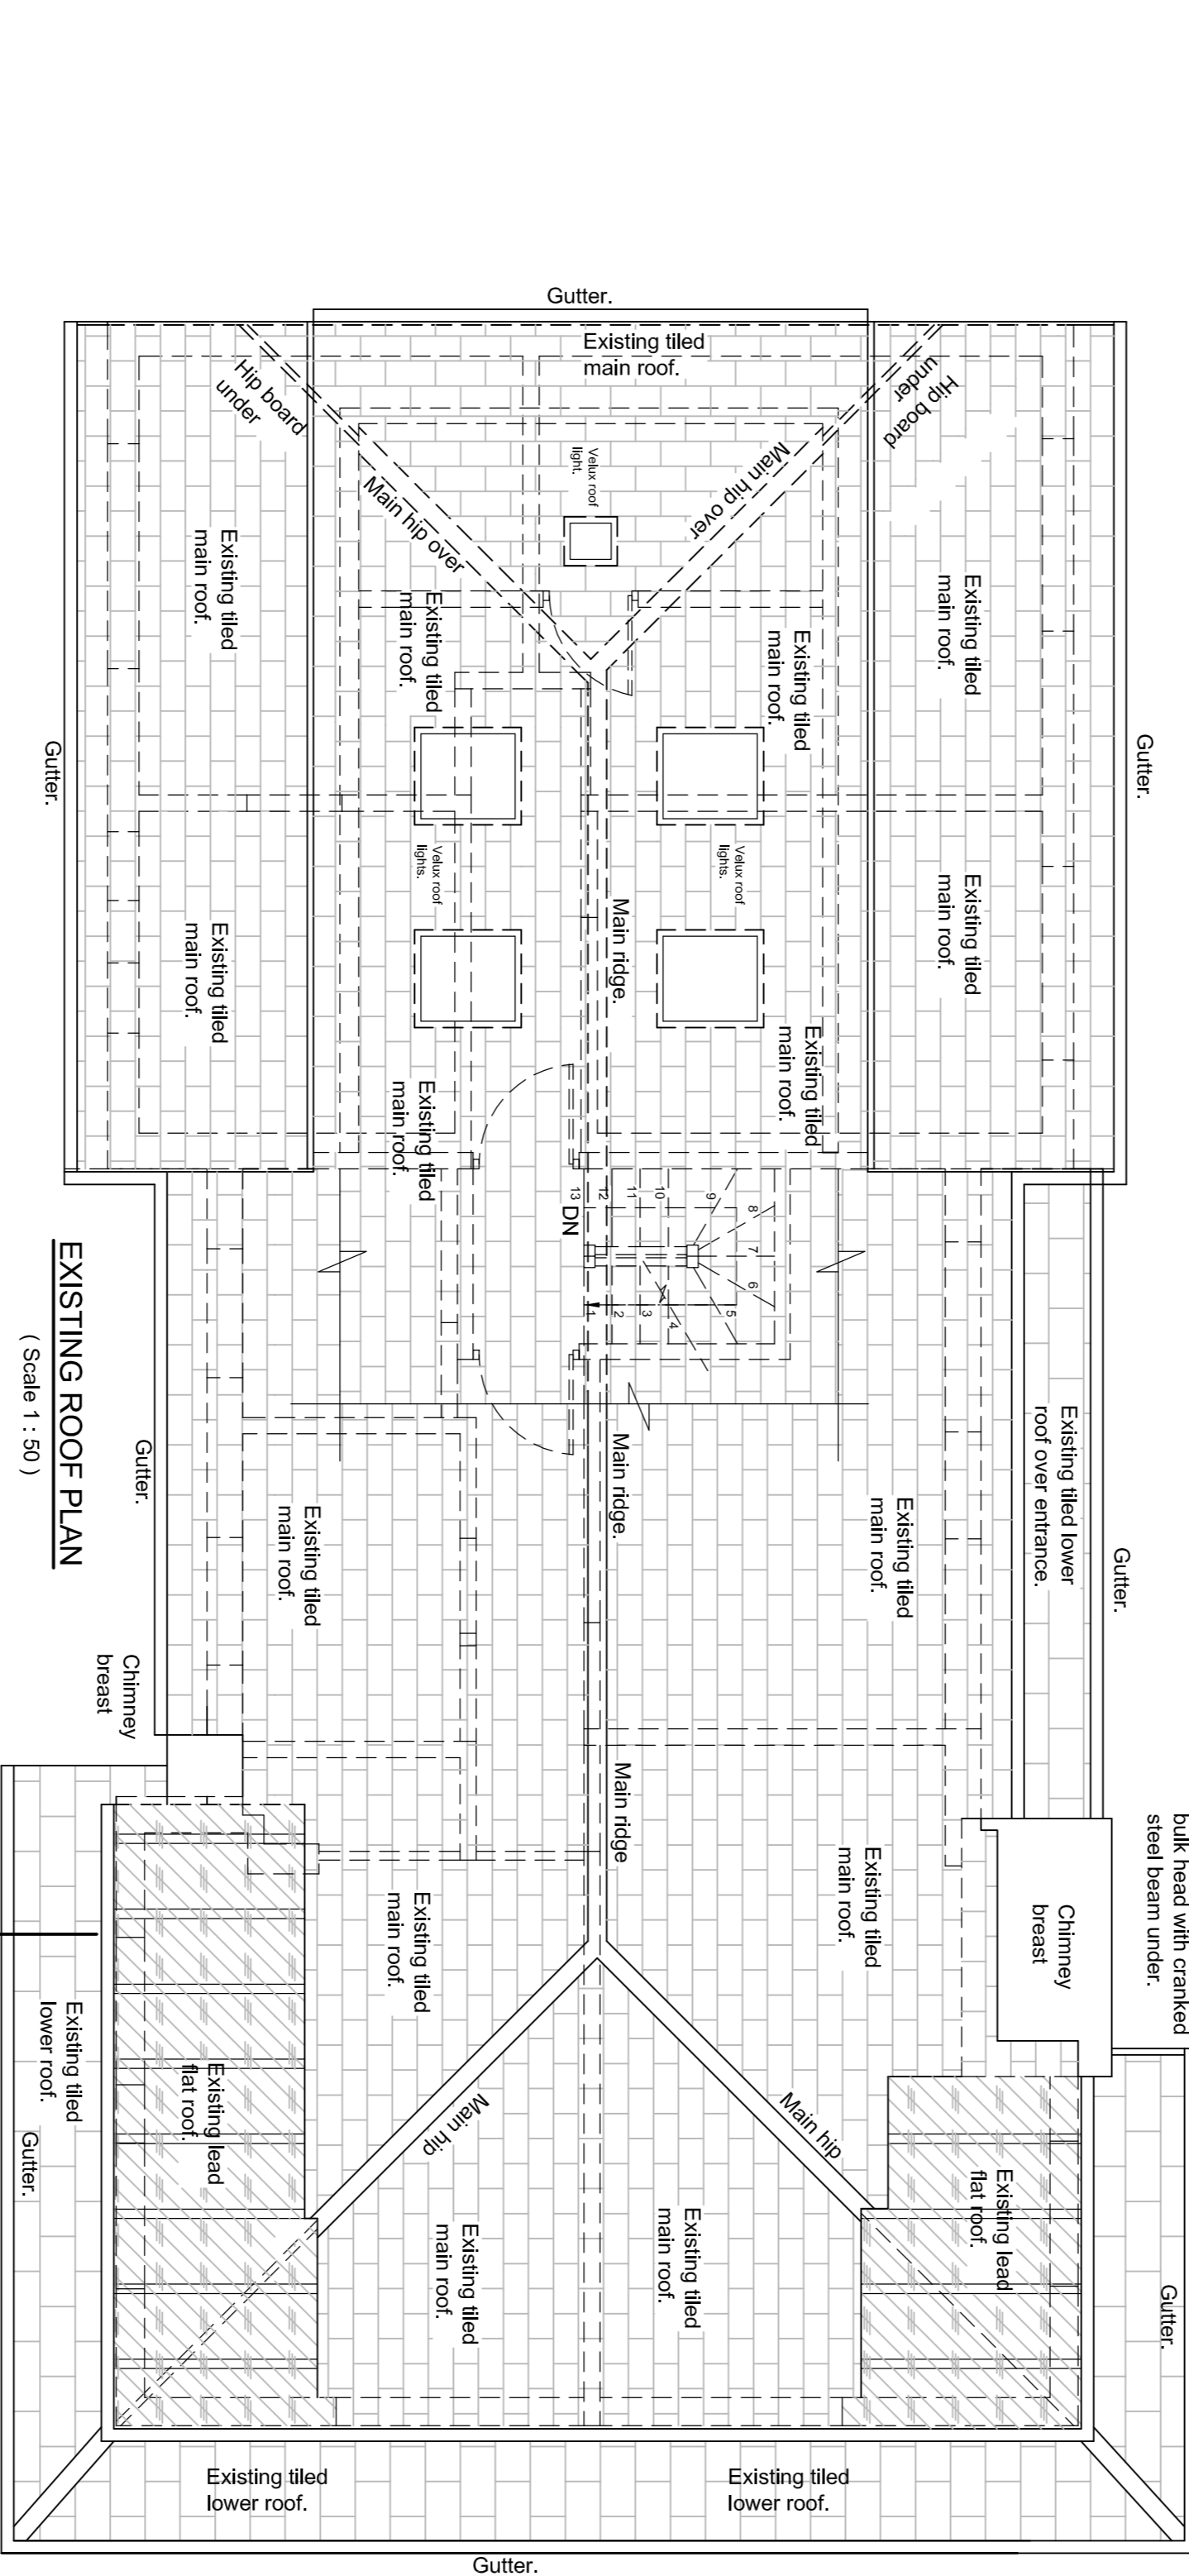 Gutter.
Existing tiled
main roof.
Hip board
under
Hip board
under
Main hip over
Main hip over
Velux roof
light.
Existing tiled
main roof.
Existing tiled
main roof.
Existing tiled
main roof.
Existing tiled
main roof.
Gutter.
Gutter.
Velux roof
lights.
Velux roof
lights.
Main ridge.
Existing tiled
main roof.
Existing tiled
main roof.
Existing tiled
main roof.
Existing tiled
main roof.
13
12
11
10
9
8
7
6
5
4
3
2
1
DN
EXISTING ROOF PLAN
( Scale 1 : 50 )
Gutter.
Existing tiled
main roof.
Main ridge.
Existing tiled
main roof.
Existing tiled lower
roof over entrance.
Gutter.
Chimney
breast
Main ridge
Existing tiled
main roof.
Existing tiled
main roof.
Chimney
breast
bulk head with cranked
steel beam under.
Existing tiled
lower roof.
Gutter.
Existing lead
flat roof.
Main hip
Main hip
Existing tiled
main roof.
Existing tiled
main roof.
Existing lead
flat roof.
Gutter.
Existing tiled
lower roof.
Existing tiled
lower roof.
Gutter.